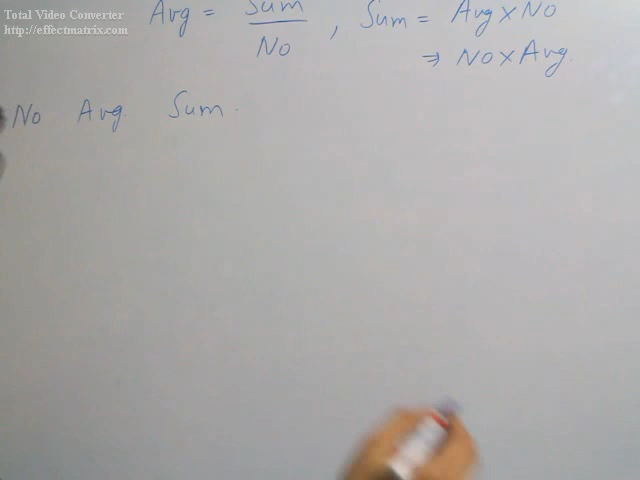 Total Video Converter
http://effectmatrix.com
Avg = Sum / No , Sum = Avg × No
⇒ No × Avg.
No Avg. Sum.